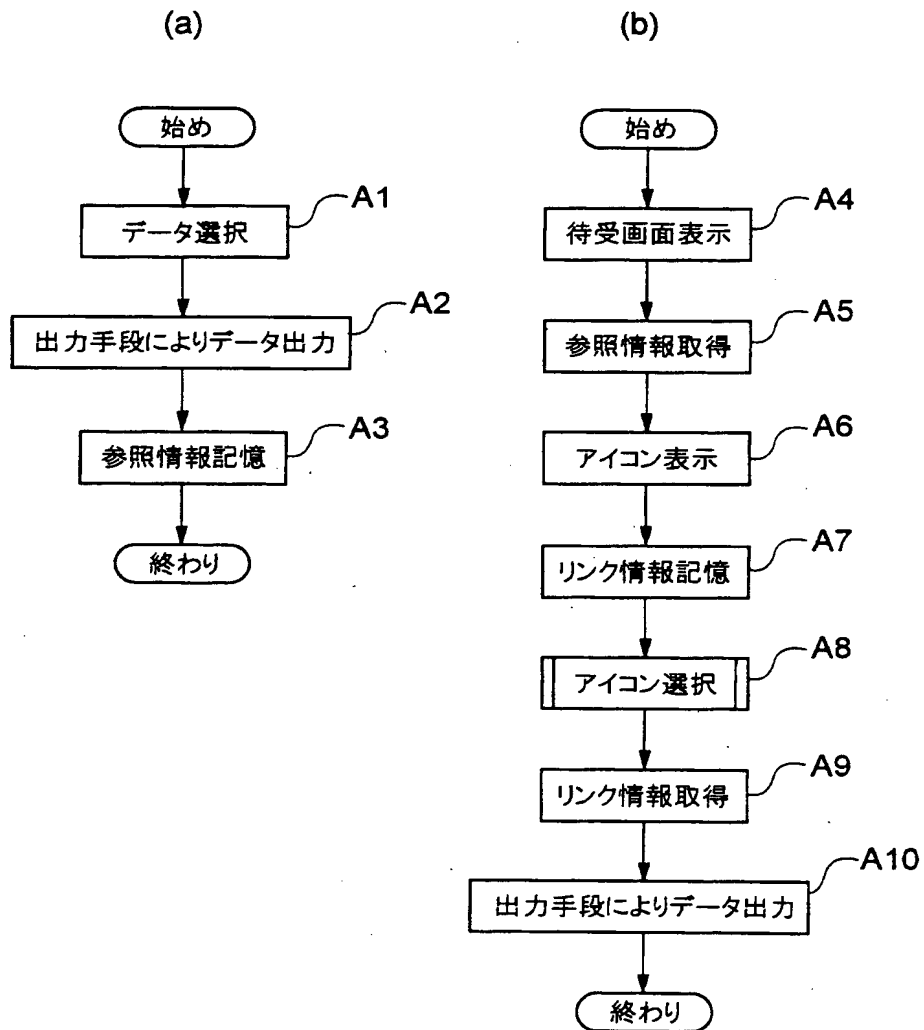 (a)
始め
データ選択
A1
出力手段によりデータ出力
A2
参照情報記憶
A3
終わり
(b)
始め
待受画面表示
A4
参照情報取得
A5
アイコン表示
A6
リンク情報記憶
A7
アイコン選択
A8
リンク情報取得
A9
出力手段によりデータ出力
A10
終わり